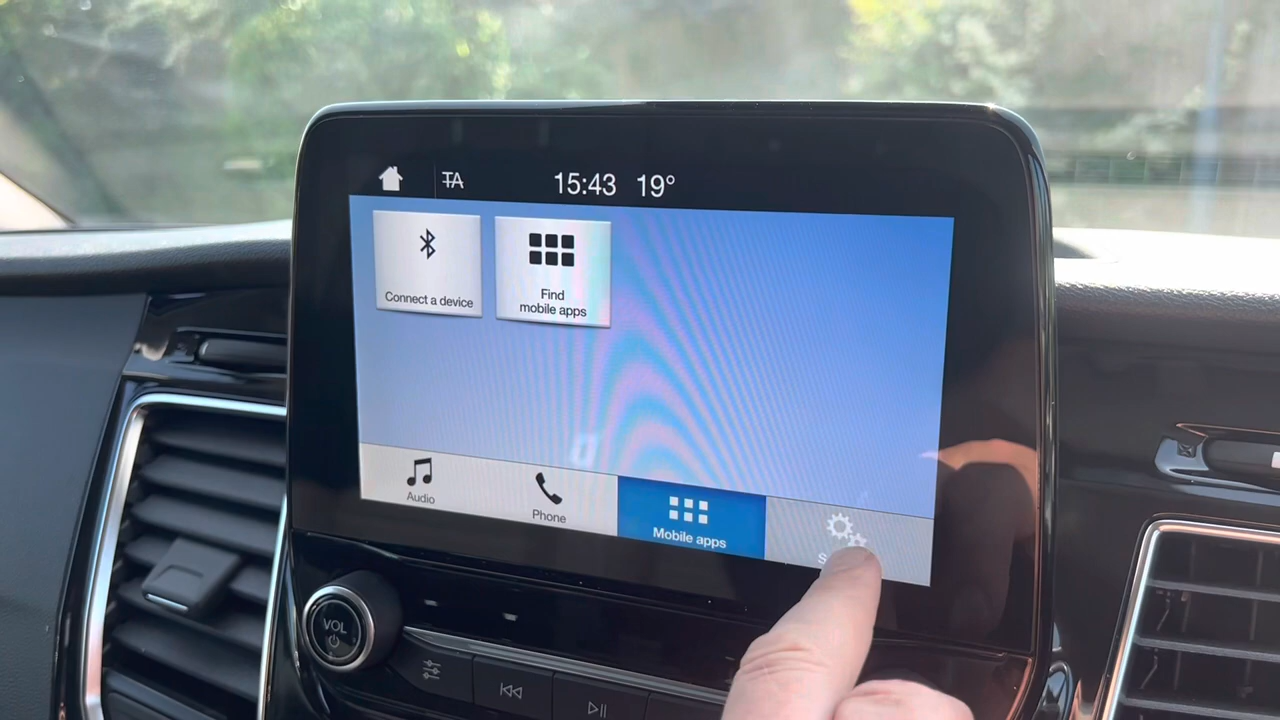 TA
15:43 19°
Connect a device
Find
mobile apps
Audio
Phone
Mobile apps
VOL